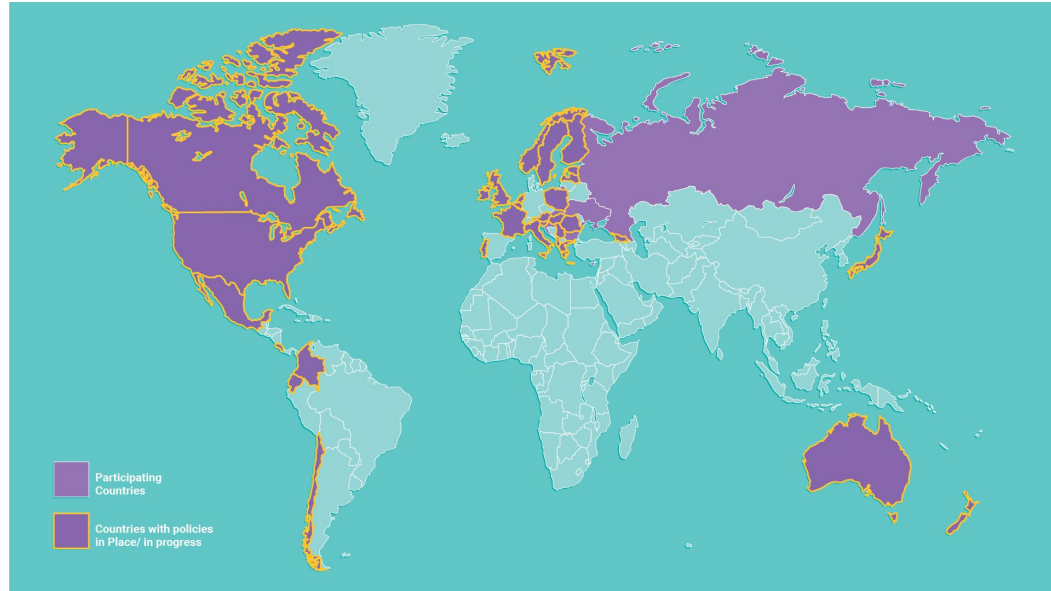 Participating
Countries
Countries with policies
in Place/ in progress